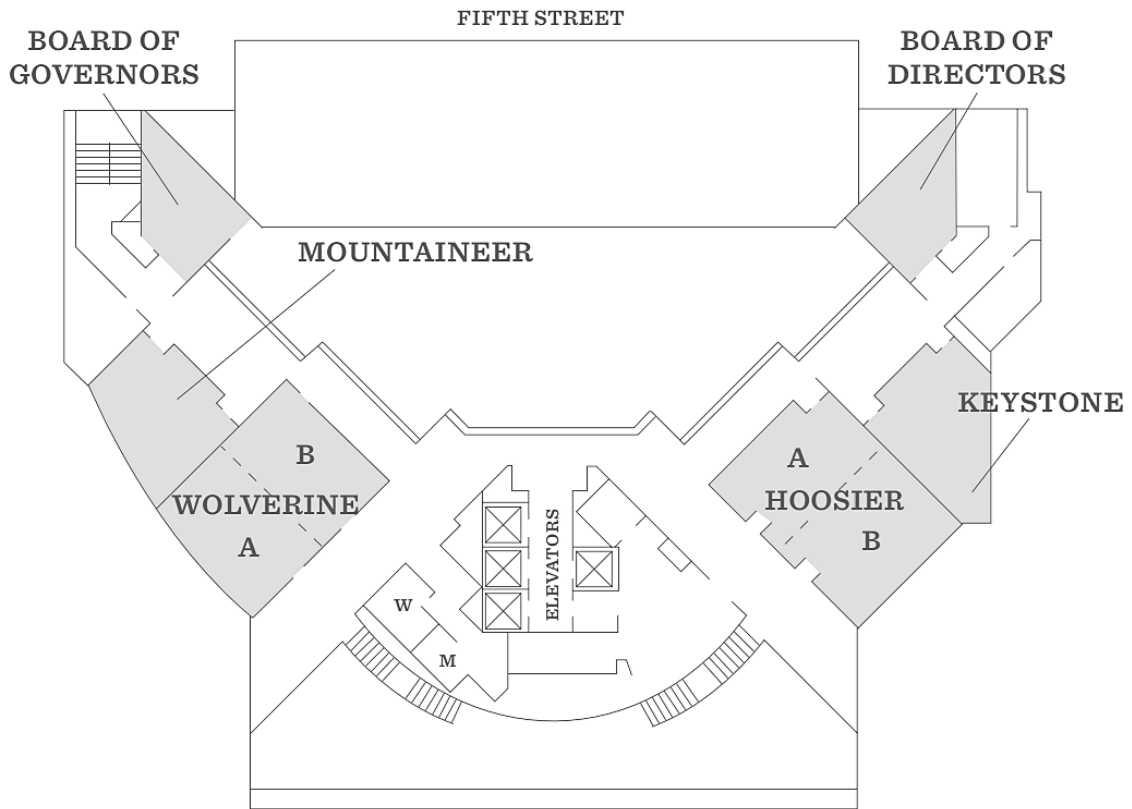 FIFTH STREET
BOARD OF
GOVERNORS
BOARD OF
DIRECTORS
MOUNTAINEER
KEYSTONE
B
WOLVERINE
A
A
HOOSIER
B
ELEVATORS
W
M